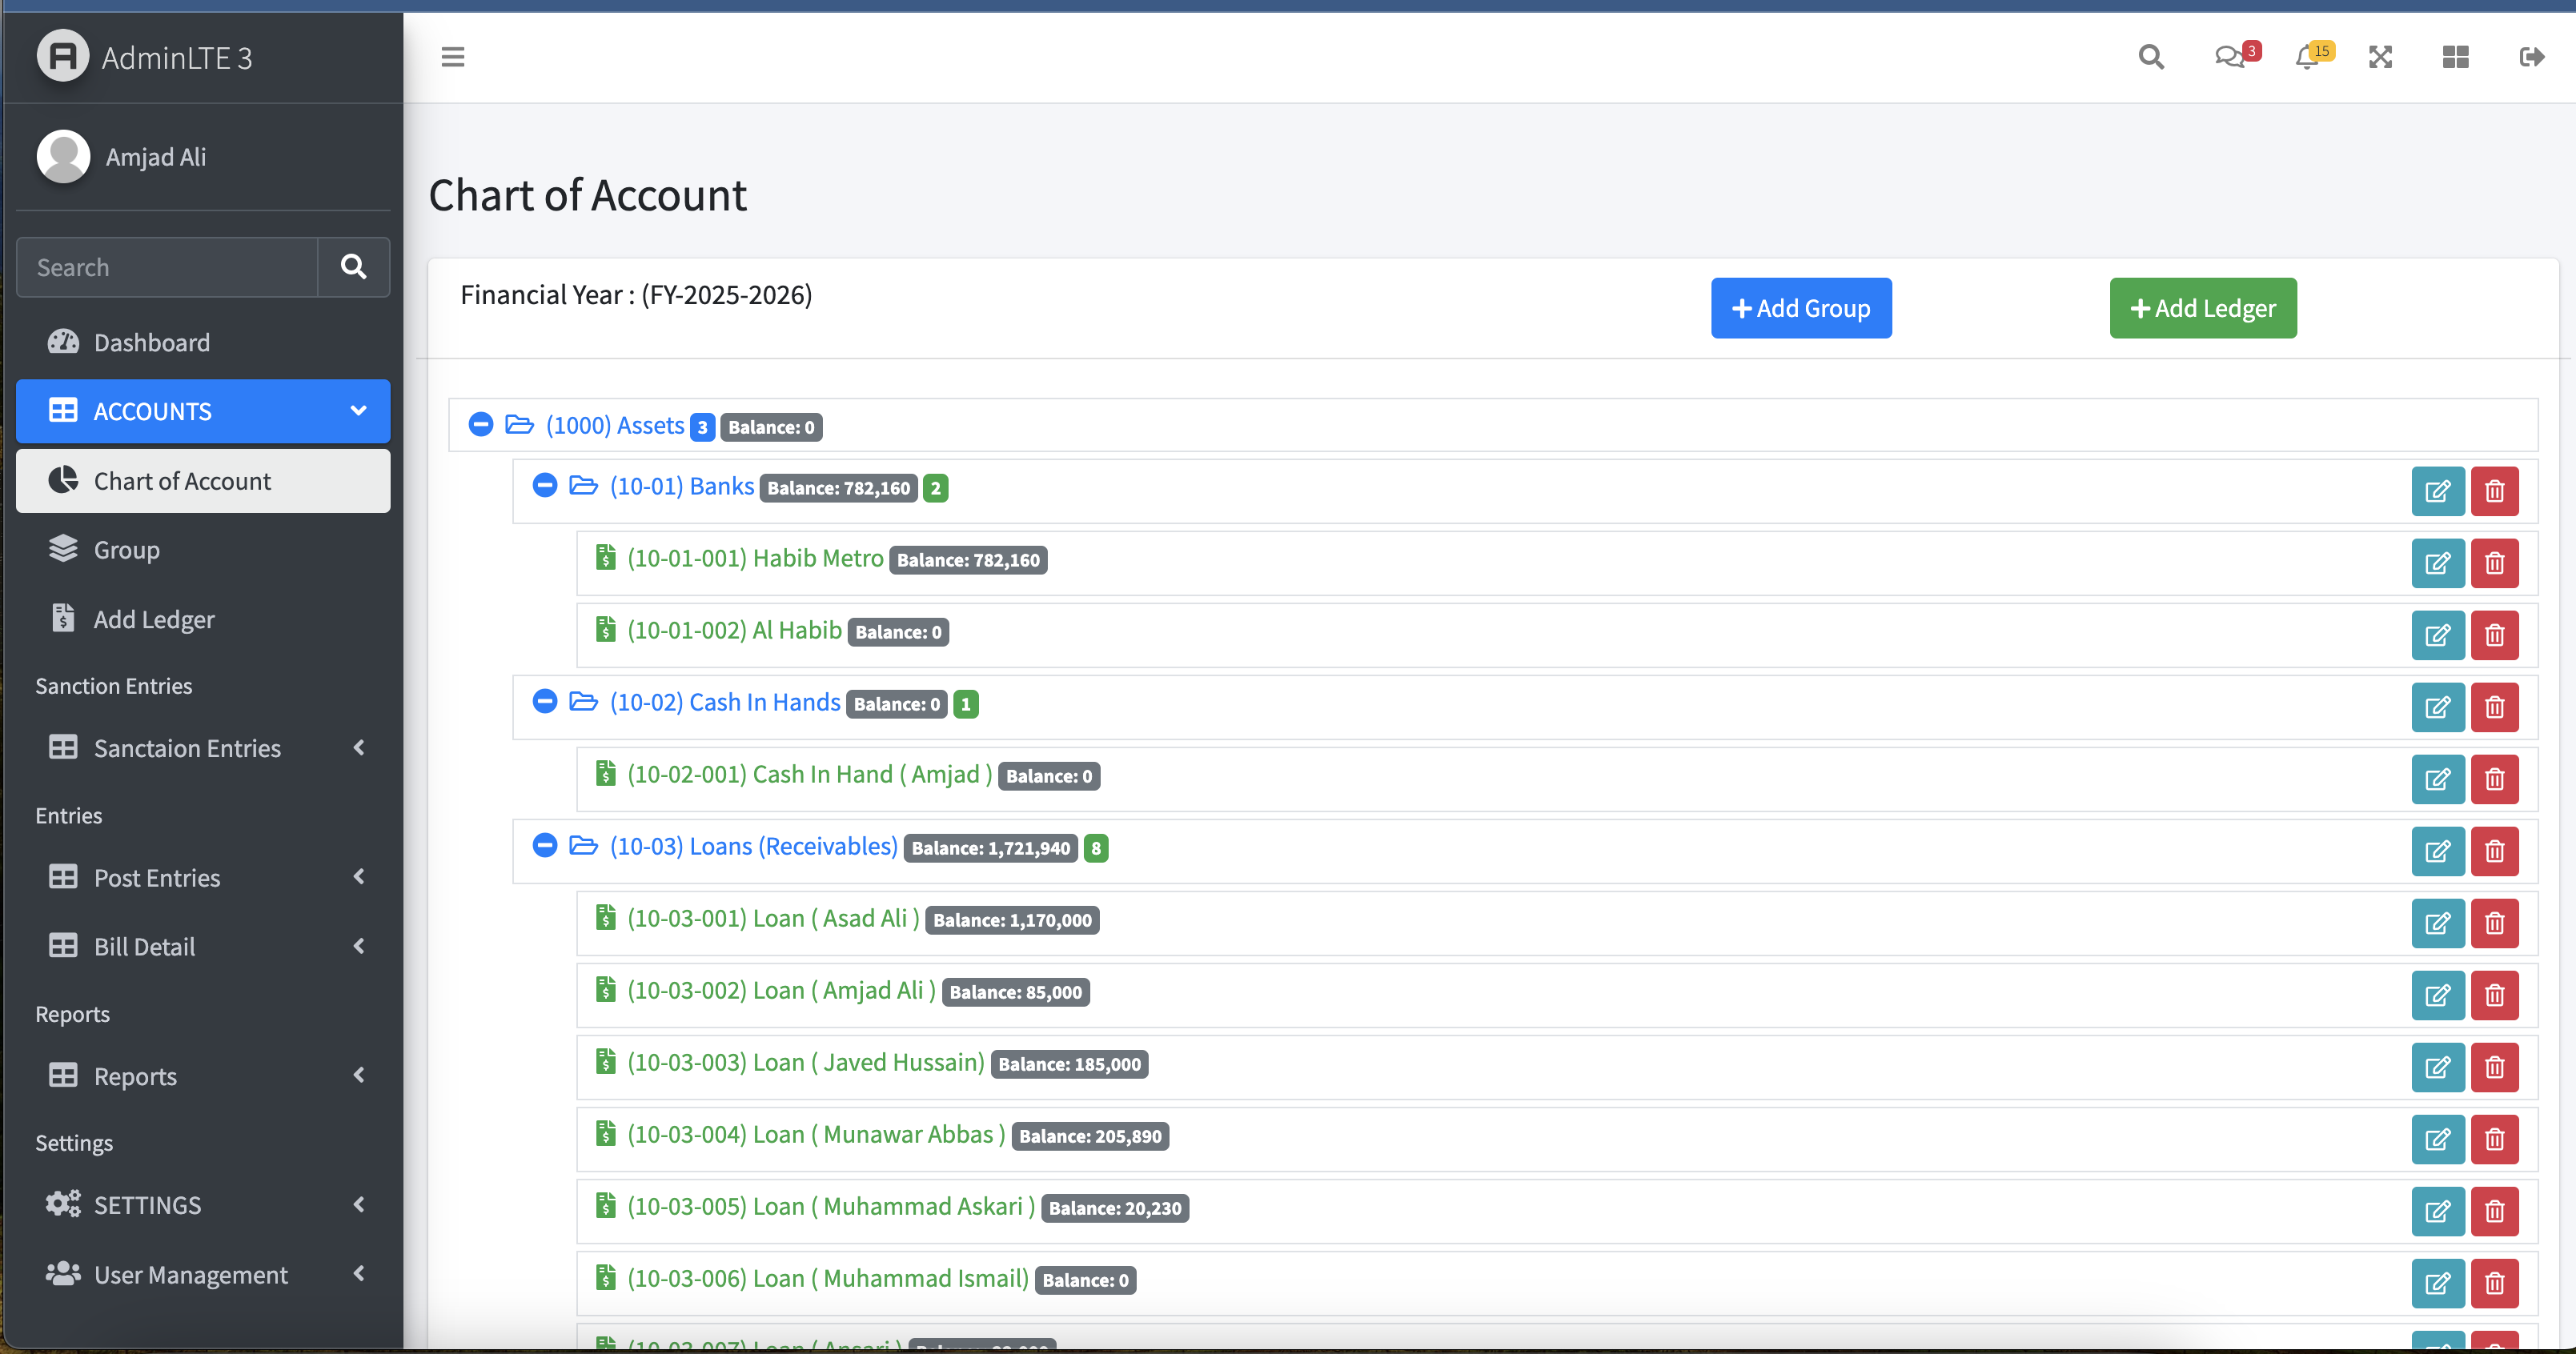 AdminLTE 3
3
15
Amjad Ali
Chart of Account
Search
Financial Year : (FY-2025-2026)
Add Group
Add Ledger
Dashboard
ACCOUNTS
Chart of Account
Group
Add Ledger
Sanction Entries
Sanctaion Entries
Entries
Post Entries
Bill Detail
Reports
Reports
Settings
SETTINGS
User Management
(1000) Assets 3 Balance: 0
(10-01) Banks Balance: 782,160 2
(10-01-001) Habib Metro Balance: 782,160
(10-01-002) Al Habib Balance: 0
(10-02) Cash In Hands Balance: 0 1
(10-02-001) Cash In Hand ( Amjad ) Balance: 0
(10-03) Loans (Receivables) Balance: 1,721,940 8
(10-03-001) Loan ( Asad Ali ) Balance: 1,170,000
(10-03-002) Loan ( Amjad Ali ) Balance: 85,000
(10-03-003) Loan ( Javed Hussain) Balance: 185,000
(10-03-004) Loan ( Munawar Abbas ) Balance: 205,890
(10-03-005) Loan ( Muhammad Askari ) Balance: 20,230
(10-03-006) Loan ( Muhammad Ismail) Balance: 0
(10-03-007) Loan ( Ansari )